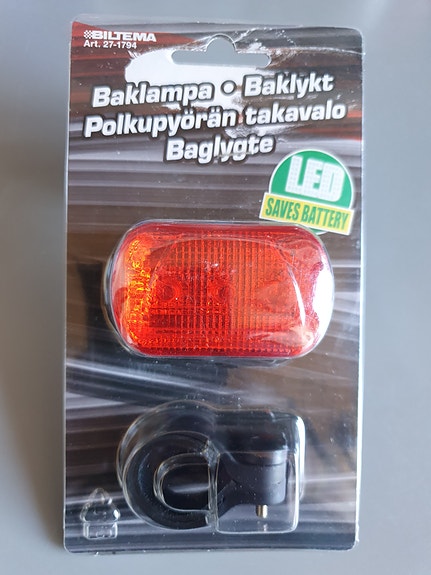 BILTEMA
Art. 27-1794
Baklampa • Baklykt
Polkupyörän takavalo
Baglygte
LED
SAVES BATTERY